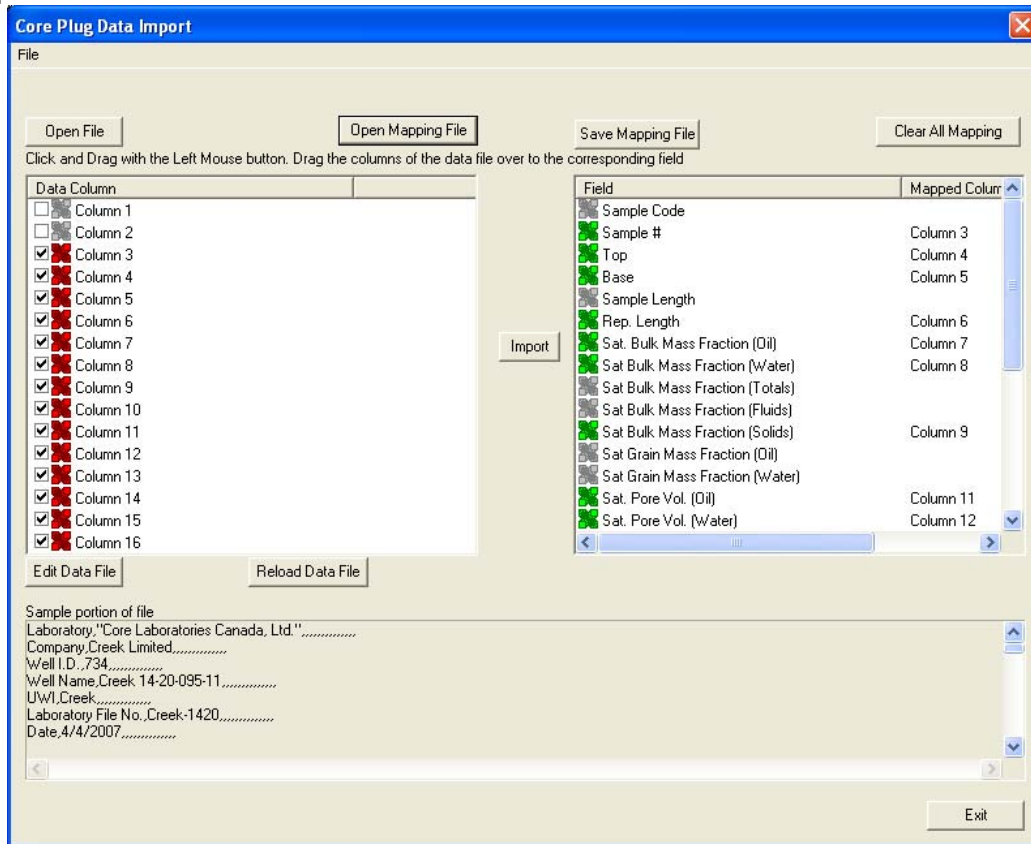 Core Plug Data Import
File
Open File Open Mapping File Save Mapping File Clear All Mapping
Click and Drag with the Left Mouse button. Drag the columns of the data file over to the corresponding field
Data Column
Column 1
Column 2
Column 3
Column 4
Column 5
Column 6
Column 7
Column 8
Column 9
Column 10
Column 11
Column 12
Column 13
Column 14
Column 15
Column 16
Import
Field Mapped Colum
Sample Code
Sample # Column 3
Top Column 4
Base Column 5
Sample Length
Rep. Length Column 6
Sat. Bulk Mass Fraction (Oil) Column 7
Sat Bulk Mass Fraction (Water) Column 8
Sat Bulk Mass Fraction (Totals)
Sat Bulk Mass Fraction (Fluids)
Sat Bulk Mass Fraction (Solids) Column 9
Sat Grain Mass Fraction (Oil)
Sat Grain Mass Fraction (Water)
Sat. Pore Vol. (Oil) Column 11
Sat. Pore Vol. (Water) Column 12
Edit Data File Reload Data File
Sample portion of file
Laboratory,"Core Laboratories Canada, Ltd.",,,,,,,,,,,,,,
Company,Creek Limited,,,,,,,,,,,,,,
Well I.D.,734,,,,,,,,,,,,,,
Well Name,Creek 14-20-095-11,,,,,,,,,,,,,,
UWI,Creek,,,,,,,,,,,,,,
Laboratory File No.,Creek-1420,,,,,,,,,,,,,,
Date,4/4/2007,,,,,,,,,,,,,,
Exit